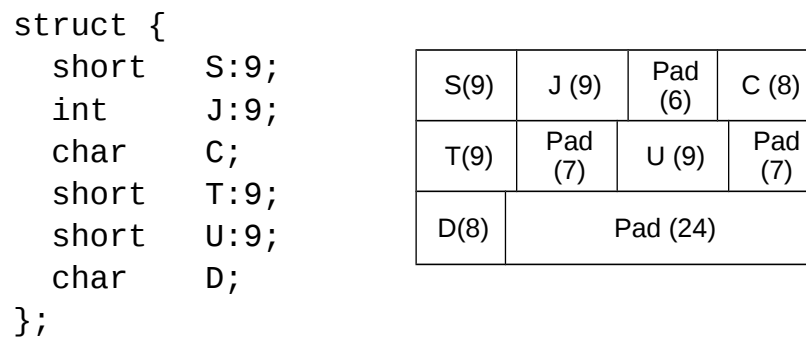 struct {
short S:9;
int J:9;
char C;
short T:9;
short U:9;
char D;
};
S(9) J (9) Pad (6) C (8)
T(9) Pad (7) U (9) Pad (7)
D(8) Pad (24)